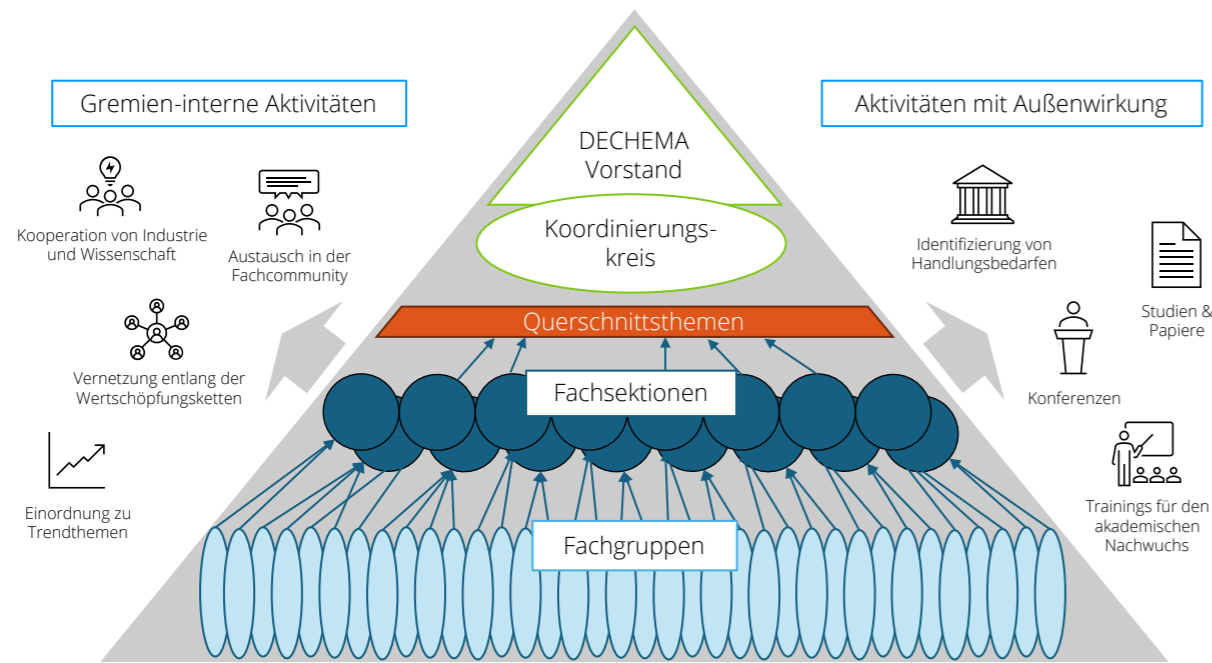 Gremien-interne Aktivitäten
Kooperation von Industrie
und Wissenschaft
Austausch in der
Fachcommunity
Vernetzung entlang der
Wertschöpfungsketten
Einordnung zu
Trendthemen
DECHEMA
Vorstand
Koordinierungs-
kreis
Querschnittsthemen
Fachsektionen
Fachgruppen
Aktivitäten mit Außenwirkung
Identifizierung von
Handlungsbedarfen
Studien &
Papiere
Konferenzen
Trainings für den
akademischen
Nachwuchs